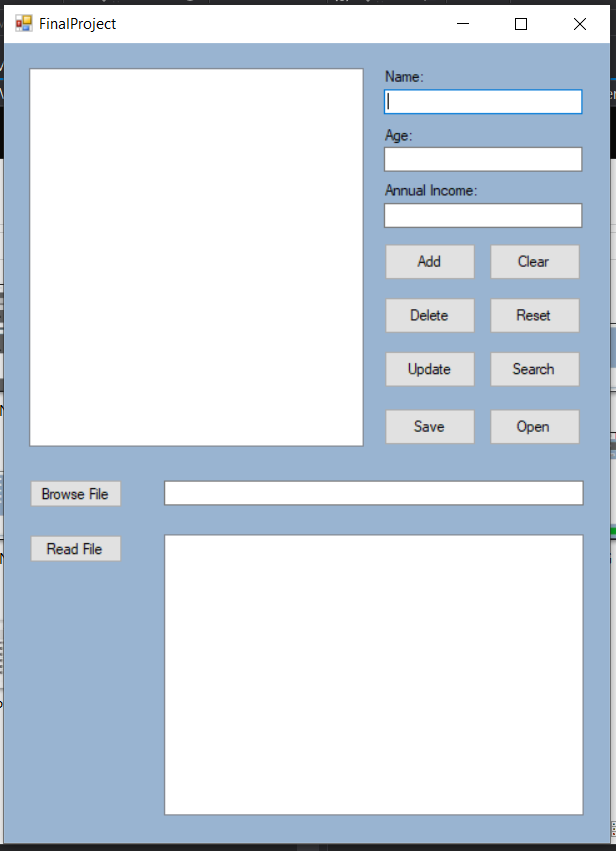 FinalProject
Name:
Age:
Annual Income:
Add
Clear
Delete
Reset
Update
Search
Save
Open
Browse File
Read File